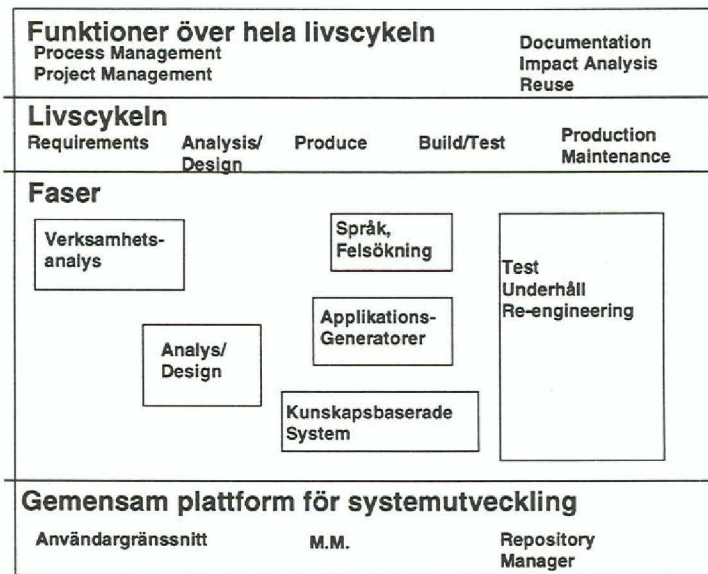 Funktioner över hela livscykeln
Process Management
Project Management
Documentation
Impact Analysis
Reuse
Livscykeln
Requirements
Analysis/
Design
Produce
Build/Test
Production
Maintenance
Faser
Verksamhets-
analys
Språk,
Felsökning
Test
Underhåll
Re-engineering
Applikations-
Generatorer
Analys/
Design
Kunskapsbaserade
System
Gemensam plattform för systemutveckling
Användargränssnitt
M.M.
Repository
Manager